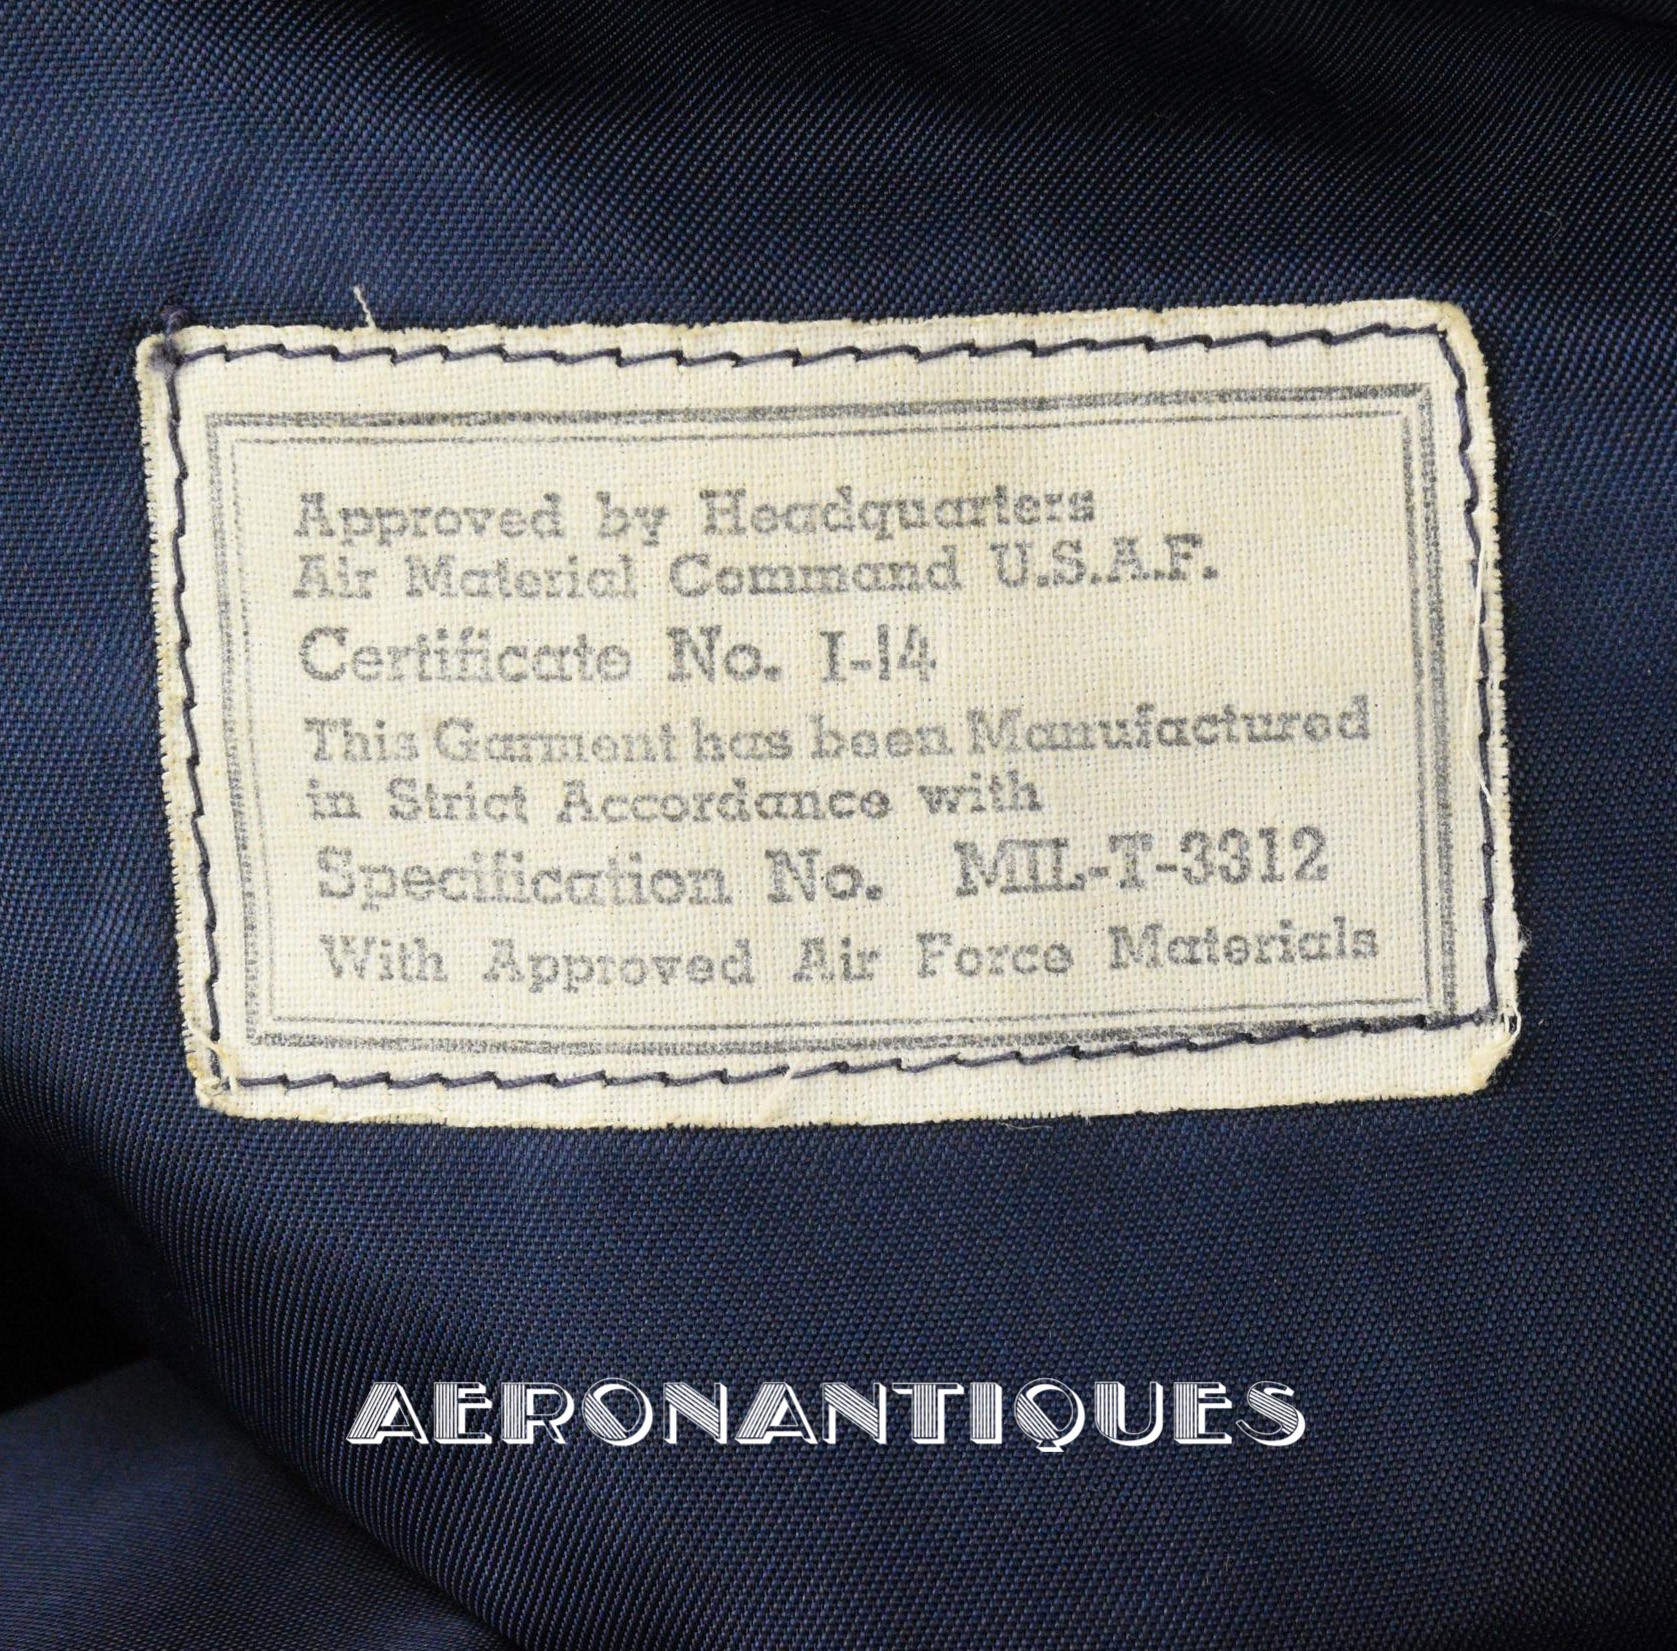 Approved by Headquarters
Air Material Command U.S.A.F.
Certificate No. I-14
This Garment has been Manufactured
in Strict Accordance with
Specification No. MIL-T-3312
With Approved Air Force Materials
AERONANTIQUES